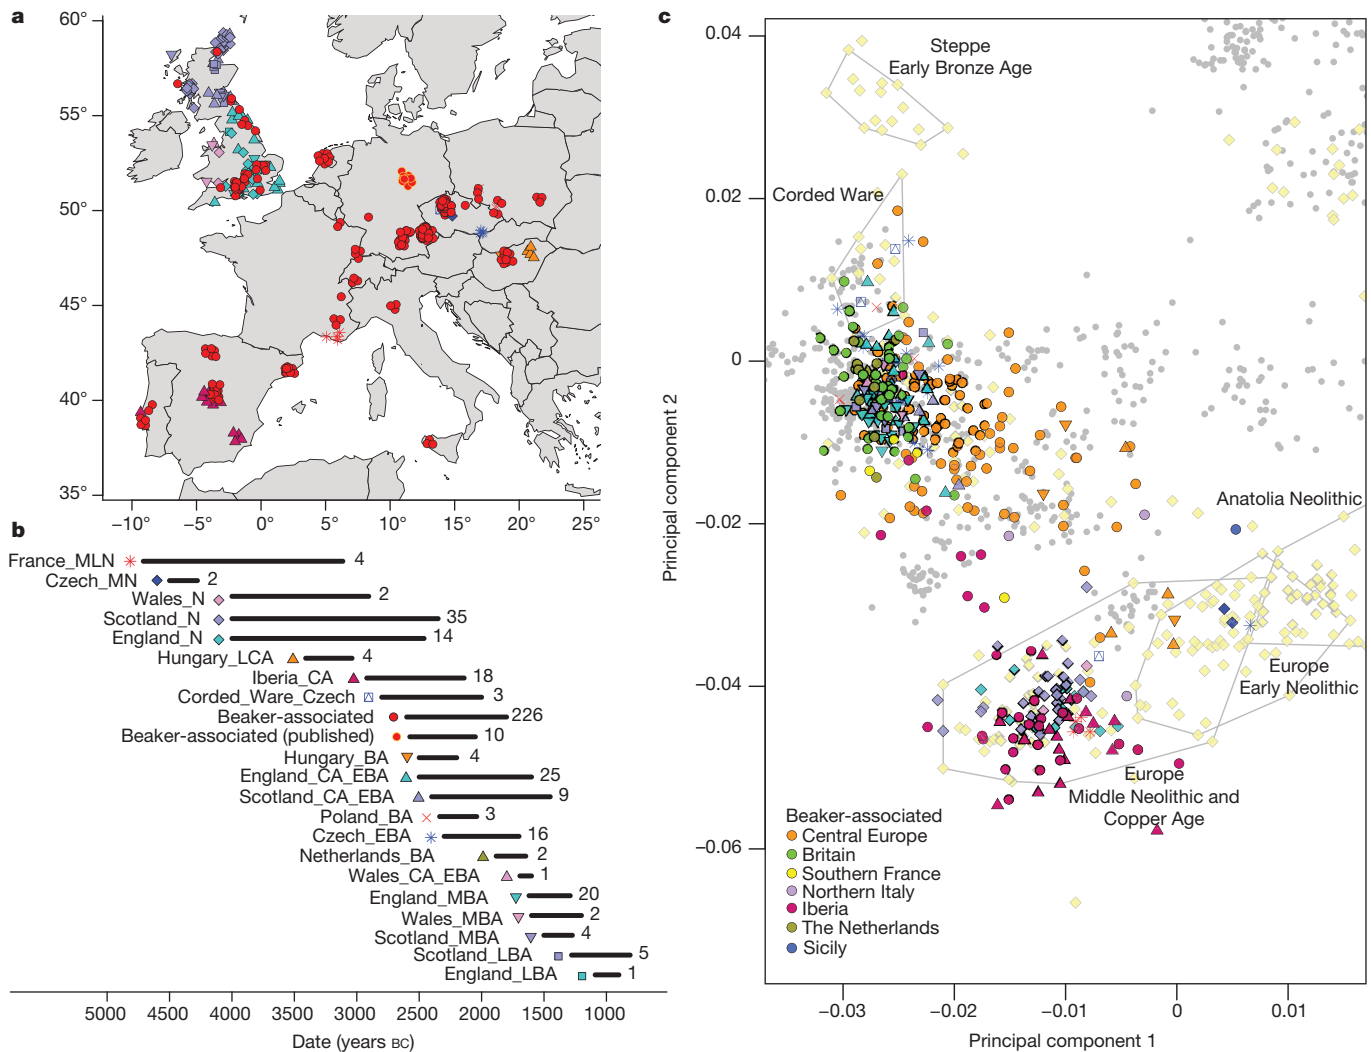 a
60°
55°
50°
45°
40°
35°
−10°
−5°
0°
5°
10°
15°
20°
25°
b
France_MLN 4
Czech_MN 2
Wales_N 2
Scotland_N 35
England_N 14
Hungary_LCA 4
Iberia_CA 18
Corded_Ware_Czech 3
Beaker-associated 226
Beaker-associated (published) 10
Hungary_BA 4
England_CA_EBA 25
Scotland_CA_EBA 9
Poland_BA 3
Czech_EBA 16
Netherlands_BA 2
Wales_CA_EBA 1
England_MBA 20
Wales_MBA 2
Scotland_MBA 4
Scotland_LBA 5
England_LBA 1
5000 4500 4000 3500 3000 2500 2000 1500 1000
Date (years BC)
c
0.04
0.02
0
−0.02
−0.04
−0.06
Principal component 2
Steppe
Early Bronze Age
Corded Ware
Anatolia Neolithic
Europe
Early Neolithic
Europe
Middle Neolithic and
Copper Age
Beaker-associated
Central Europe
Britain
Southern France
Northern Italy
Iberia
The Netherlands
Sicily
−0.03 −0.02 −0.01 0 0.01
Principal component 1